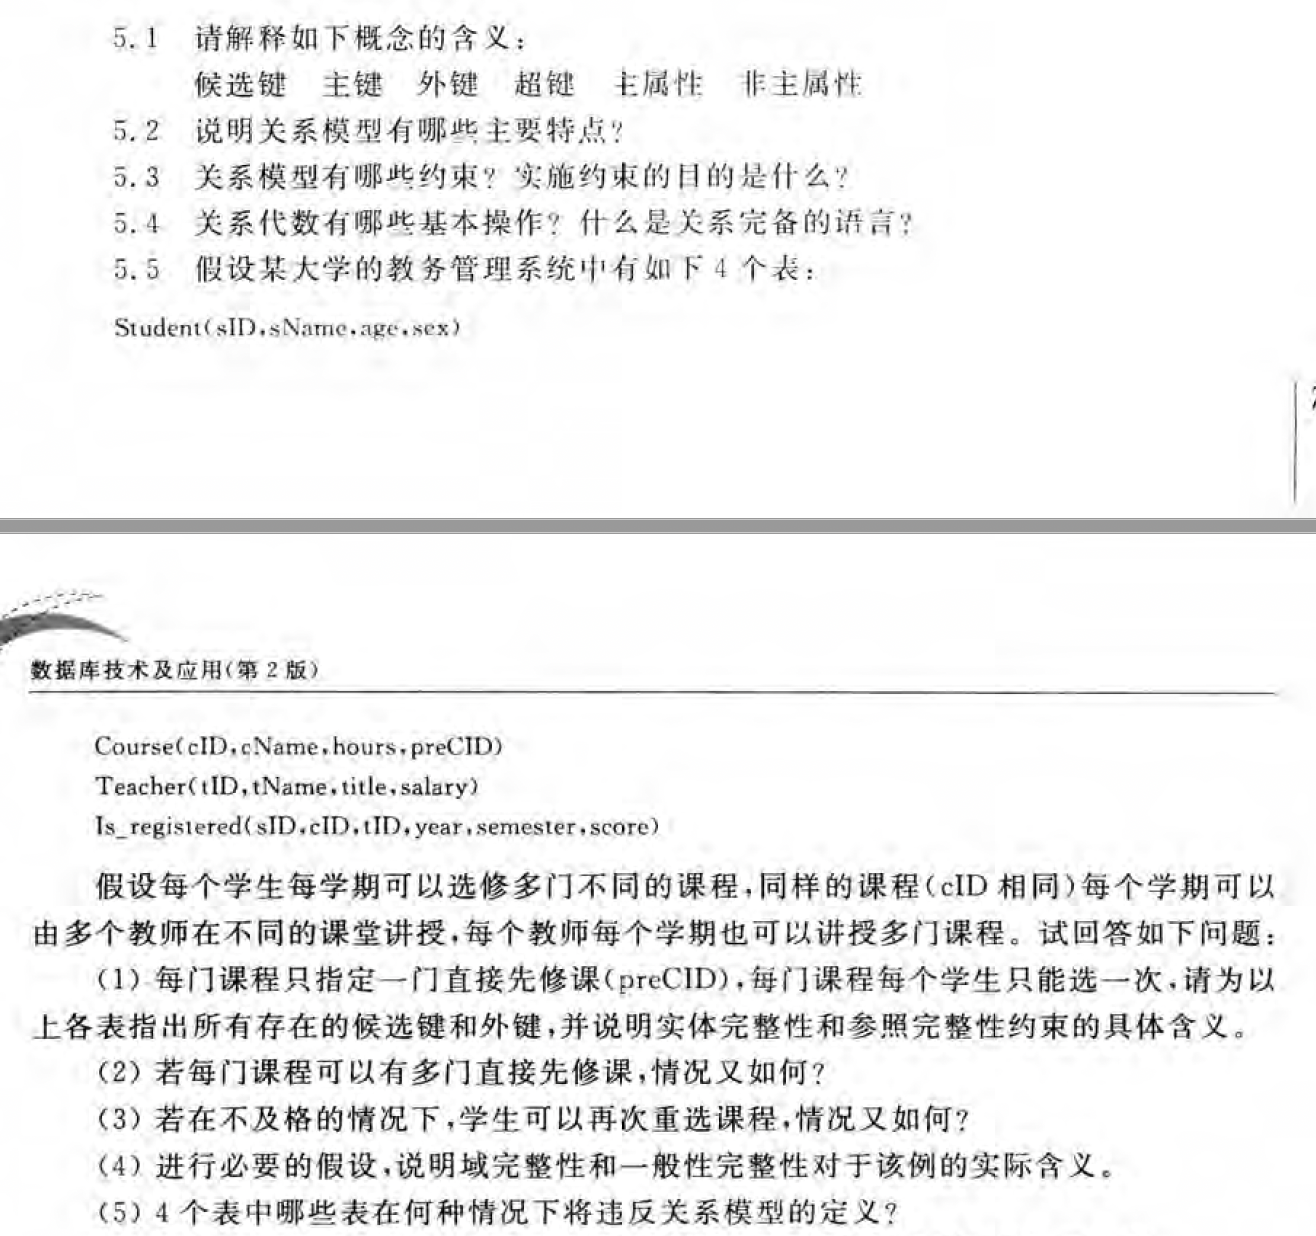 5.1 请解释如下概念的含义：
候选键 主键 外键 超键 主属性 非主属性
5.2 说明关系模型有哪些主要特点？
5.3 关系模型有哪些约束？实施约束的目的是什么？
5.4 关系代数有哪些基本操作？什么是关系完备的语言？
5.5 假设某大学的教务管理系统中有如下 4 个表：
Student(sID,sName,age,sex)
数据库技术及应用(第 2 版)
Course(cID,cName,hours,preCID)
Teacher(tID,tName,title,salary)
Is_registered(sID,cID,tID,year,semester,score)
假设每个学生每学期可以选修多门不同的课程,同样的课程(cID 相同)每个学期可以
由多个教师在不同的课堂讲授,每个教师每个学期也可以讲授多门课程。试回答如下问题：
(1) 每门课程只指定一门直接先修课(preCID),每门课程每个学生只能选一次,请为以
上各表指出所有存在的候选键和外键,并说明实体完整性和参照完整性约束的具体含义。
(2) 若每门课程可以有多门直接先修课,情况又如何？
(3) 若在不及格的情况下,学生可以再次重选课程,情况又如何？
(4) 进行必要的假设,说明域完整性和一般性完整性对于该例的实际含义。
(5) 4 个表中哪些表在何种情况下将违反关系模型的定义？